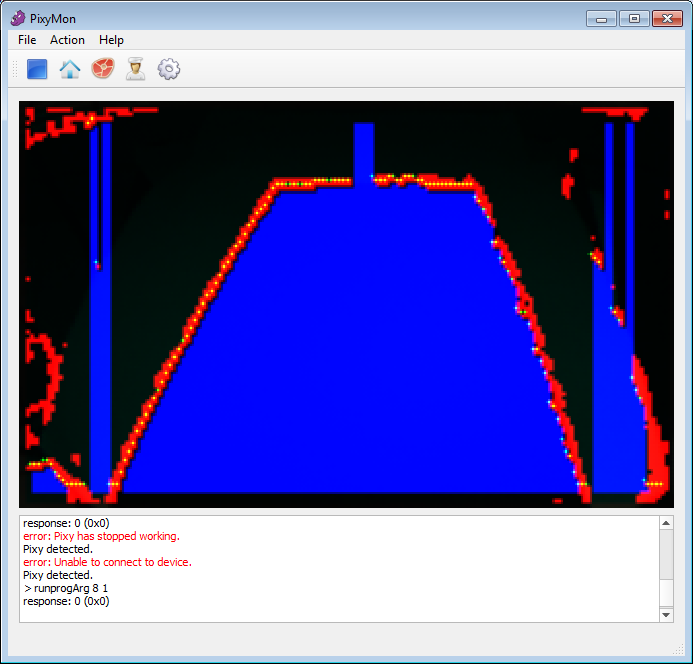 PixyMon
File Action Help
response: 0 (0x0)
error: Pixy has stopped working.
Pixy detected.
error: Unable to connect to device.
Pixy detected.
> runprogArg 8 1
response: 0 (0x0)